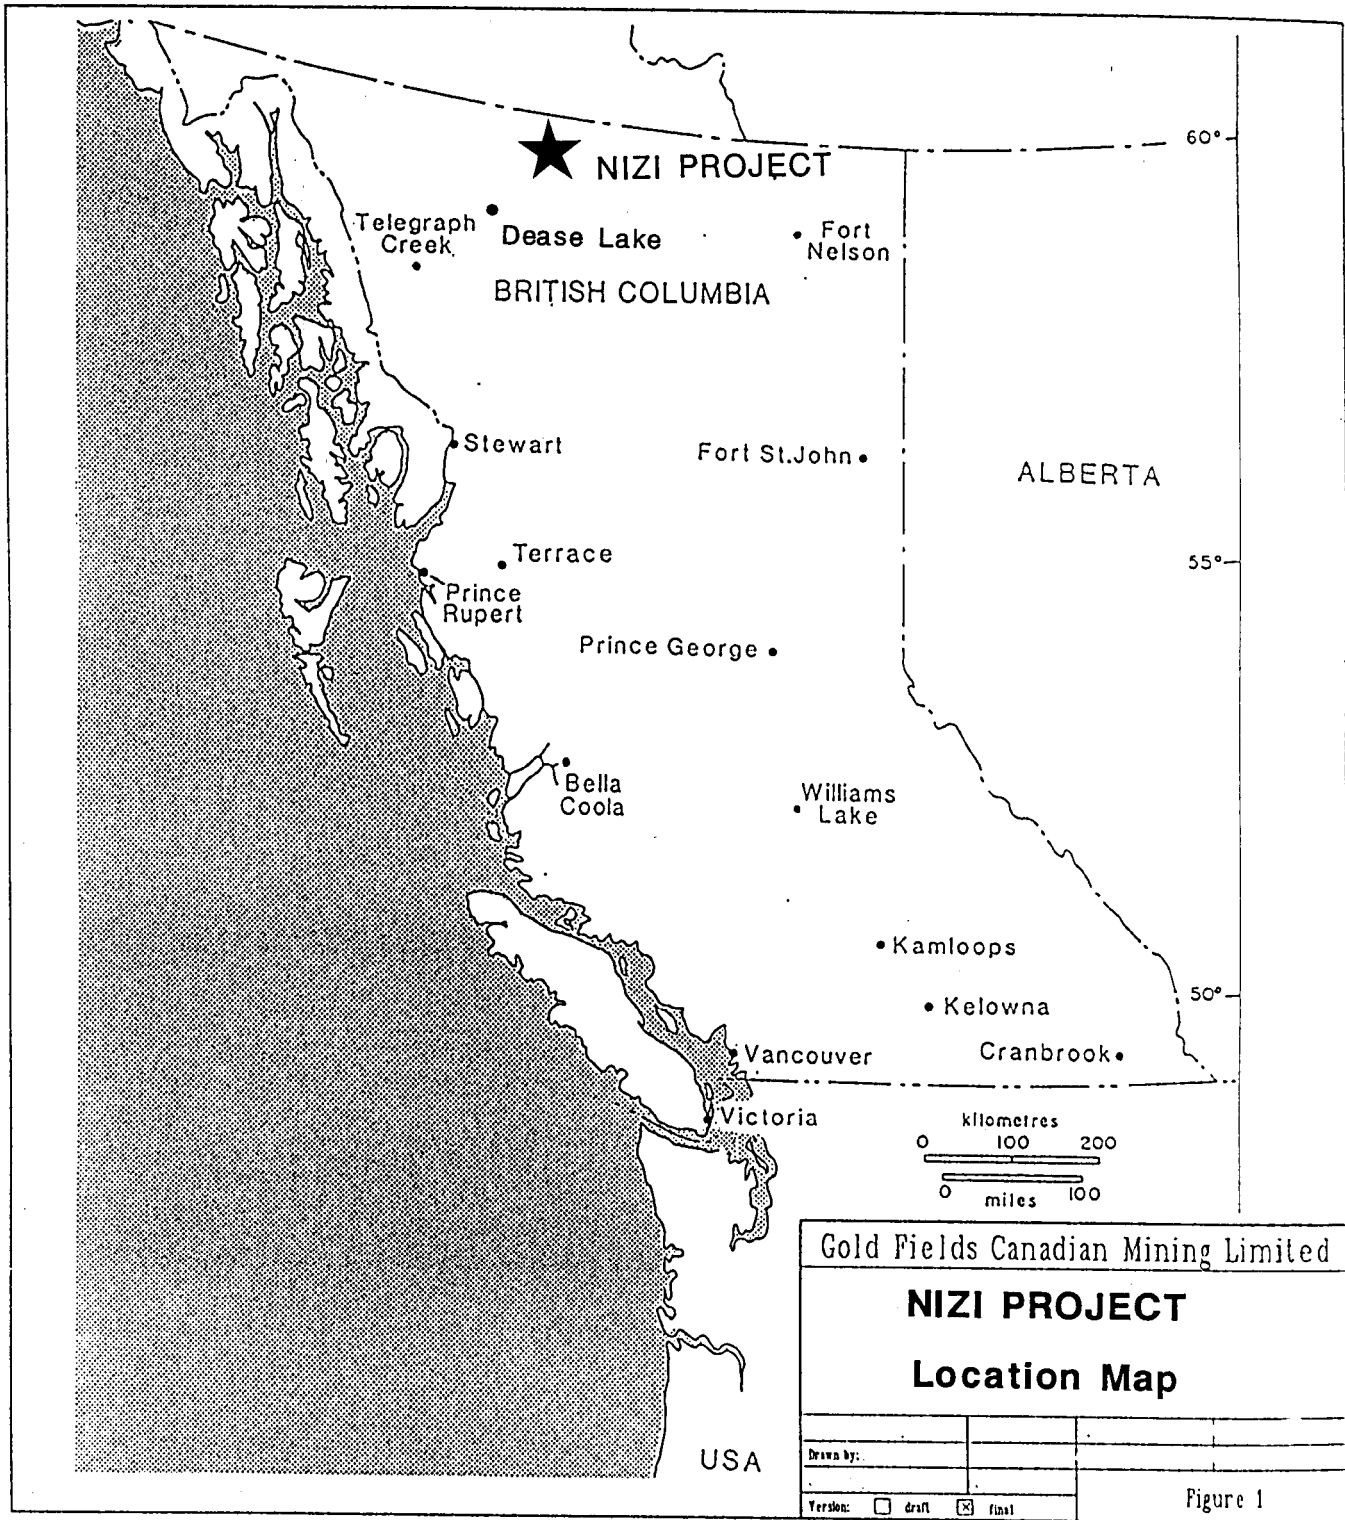 60°
NIZI PROJECT
Telegraph
Creek
Dease Lake
Fort
Nelson
BRITISH COLUMBIA
Stewart
Fort St.John
ALBERTA
55°
Terrace
Prince
Rupert
Prince George
Bella
Coola
Williams
Lake
Kamloops
50°
Kelowna
Vancouver
Cranbrook
Victoria
kilometres
0 100 200
0 100
miles
USA
Gold Fields Canadian Mining Limited
NIZI PROJECT
Location Map
Drawn by:
Version: draft final
Figure 1